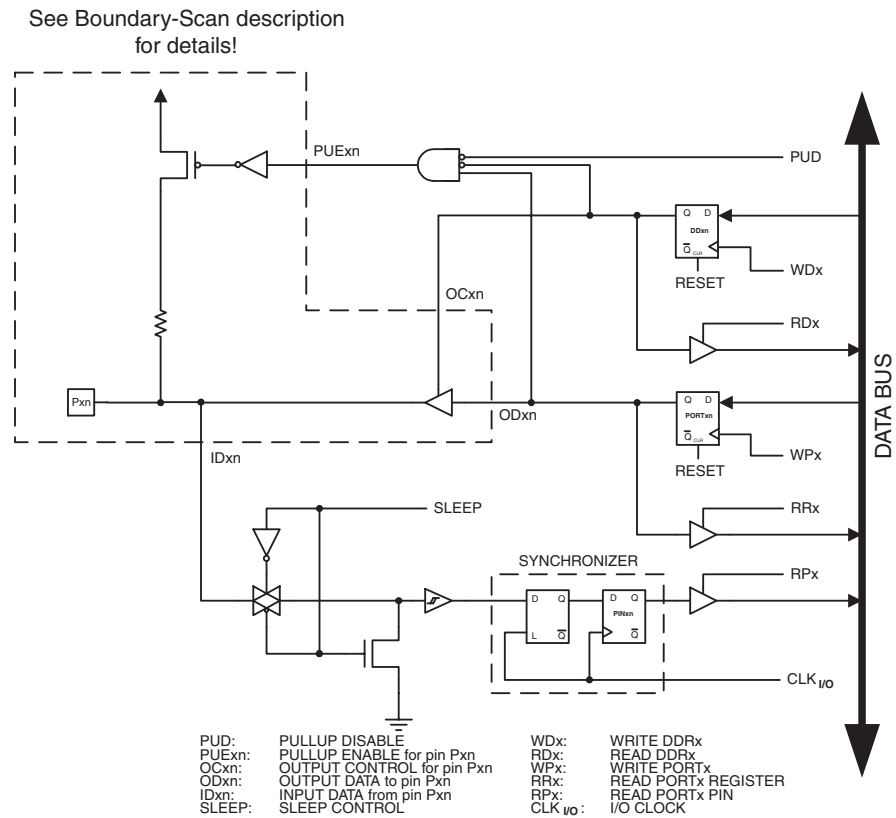 See Boundary-Scan description
for details!
PUExn
PUD
Q D
DDxn
Q CLR
RESET
WDx
OCxn
RDx
Pxn
ODxn
Q D
PORTxn
Q CLR
RESET
WPx
IDxn
DATA BUS
SLEEP
RRx
SYNCHRONIZER
RPx
D Q
L Q
D Q
PINxn
Q
CLK I/O
PUD: PULLUP DISABLE
PUExn: PULLUP ENABLE for pin Pxn
OCxn: OUTPUT CONTROL for pin Pxn
ODxn: OUTPUT DATA to pin Pxn
IDxn: INPUT DATA from pin Pxn
SLEEP: SLEEP CONTROL
WDx: WRITE DDRx
RDx: READ DDRx
WPx: WRITE PORTx
RRx: READ PORTx REGISTER
RPx: READ PORTx PIN
CLK I/O : I/O CLOCK